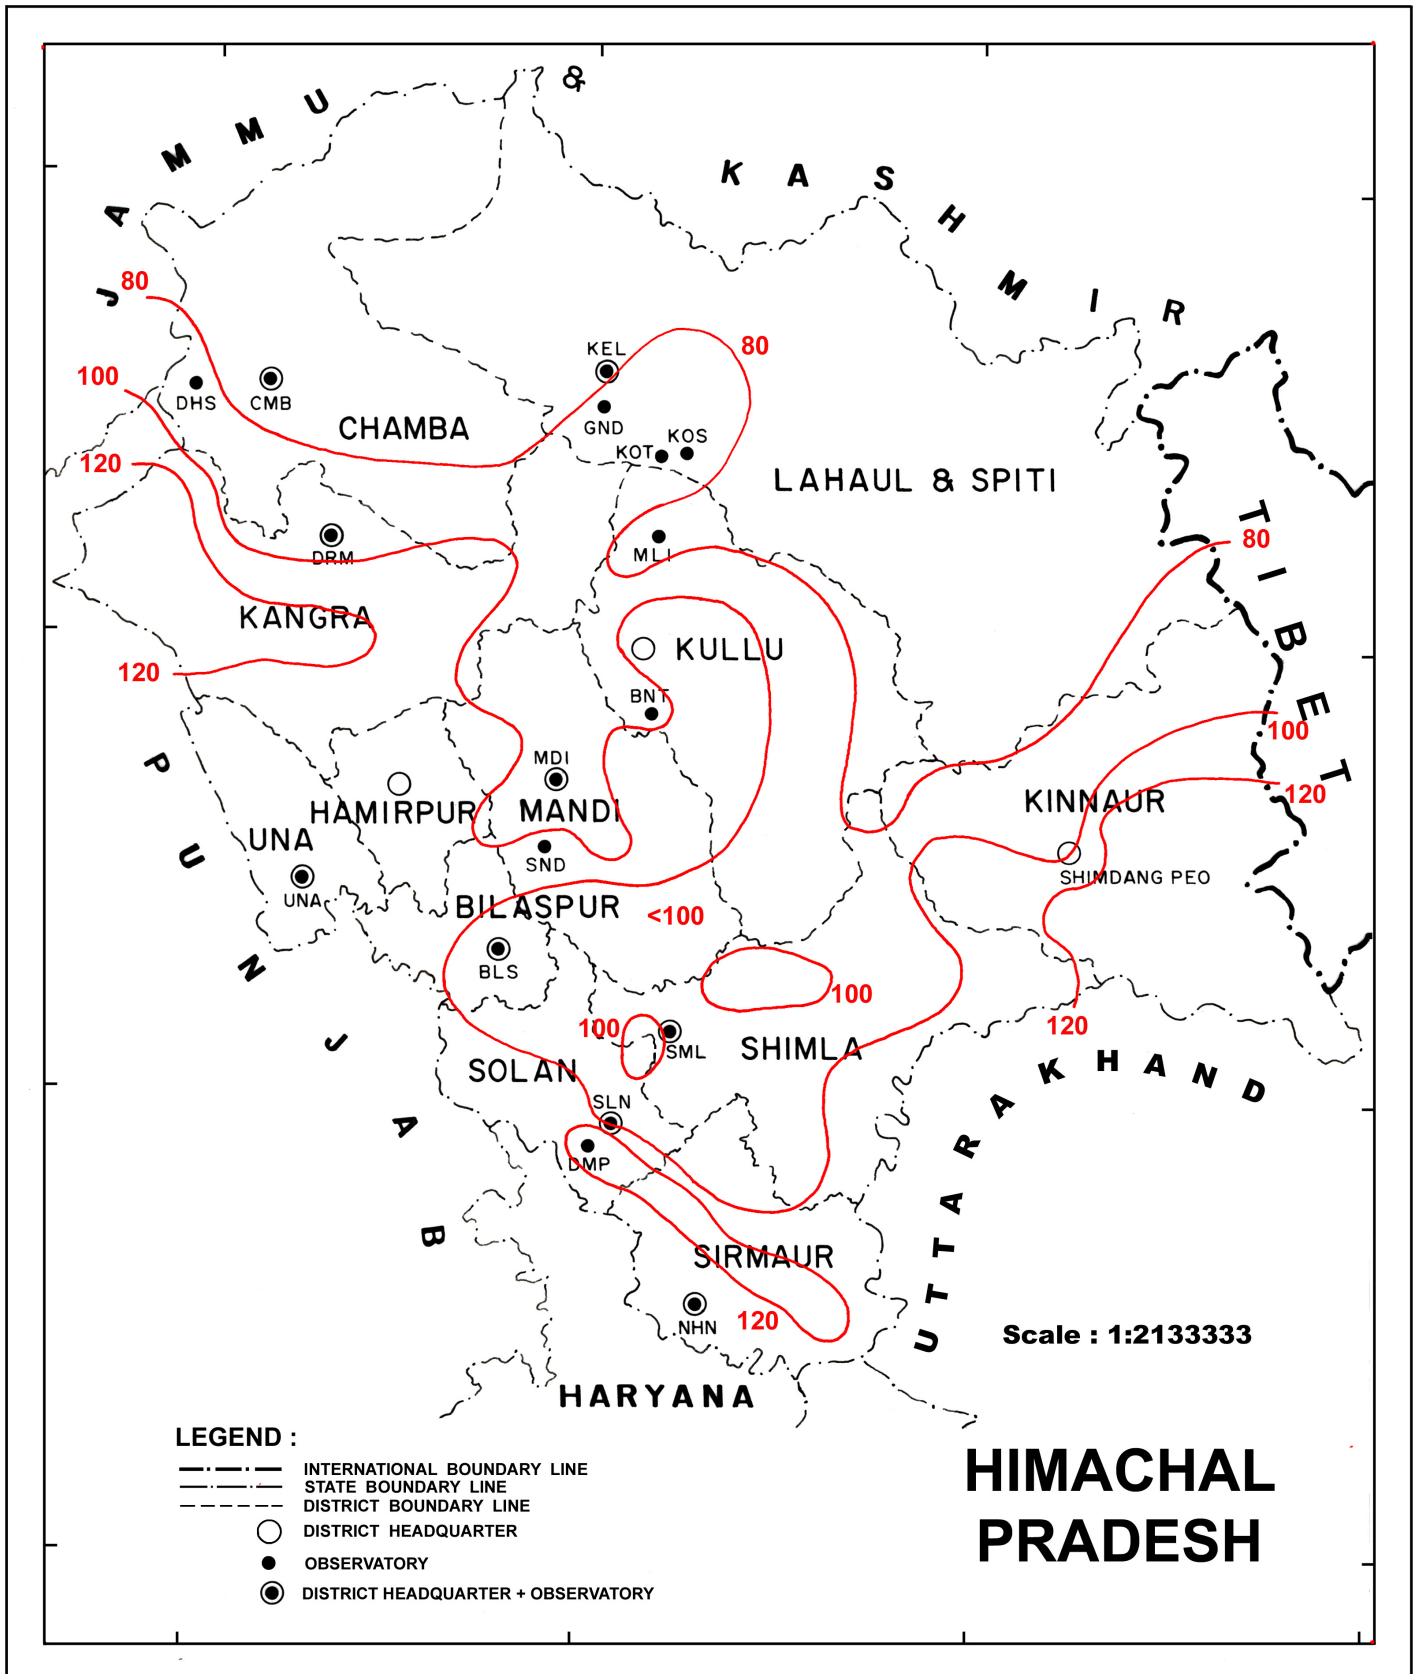 JAMMU & KASHMIR
80
100
DHS
CMB
CHAMBA
KEL
GND
KOT
KOS
80
LAHAUL & SPITI
120
DRM
MLI
TIBET
80
KANGRA
120
KULLU
BNT
100
MDI
MANDI
HAMIRPUR
KINNAUR
120
PUNJAB
UNA
UNA
SND
SHIMDANG PEO
BILASPUR
<100
BLS
100
100
SML
SHIMLA
120
SOLAN
UTTARAKHAND
SLN
DMP
SIRMAUR
NHN
120
Scale : 1:2133333
HARYANA
LEGEND :
INTERNATIONAL BOUNDARY LINE
STATE BOUNDARY LINE
DISTRICT BOUNDARY LINE
DISTRICT HEADQUARTER
OBSERVATORY
DISTRICT HEADQUARTER + OBSERVATORY
HIMACHAL
PRADESH